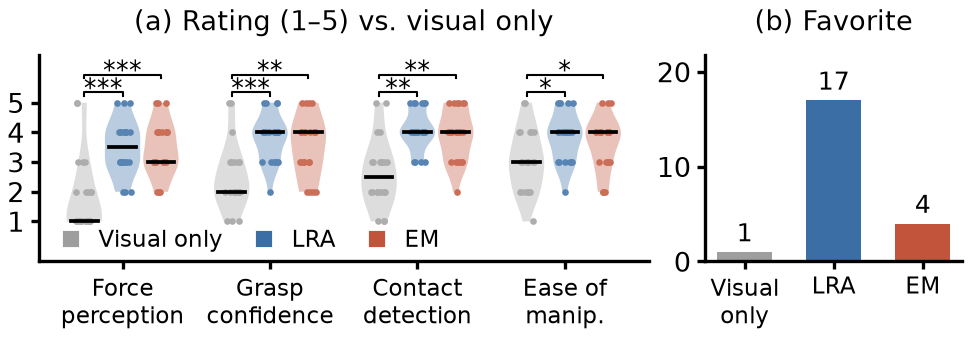 (a) Rating (1–5) vs. visual only
*** ** ** *
*** *** ** *
5
4
3
2
1
Visual only LRA EM
Force perception
Grasp confidence
Contact detection
Ease of manip.
(b) Favorite
20
10
0
1
17
4
Visual only
LRA
EM